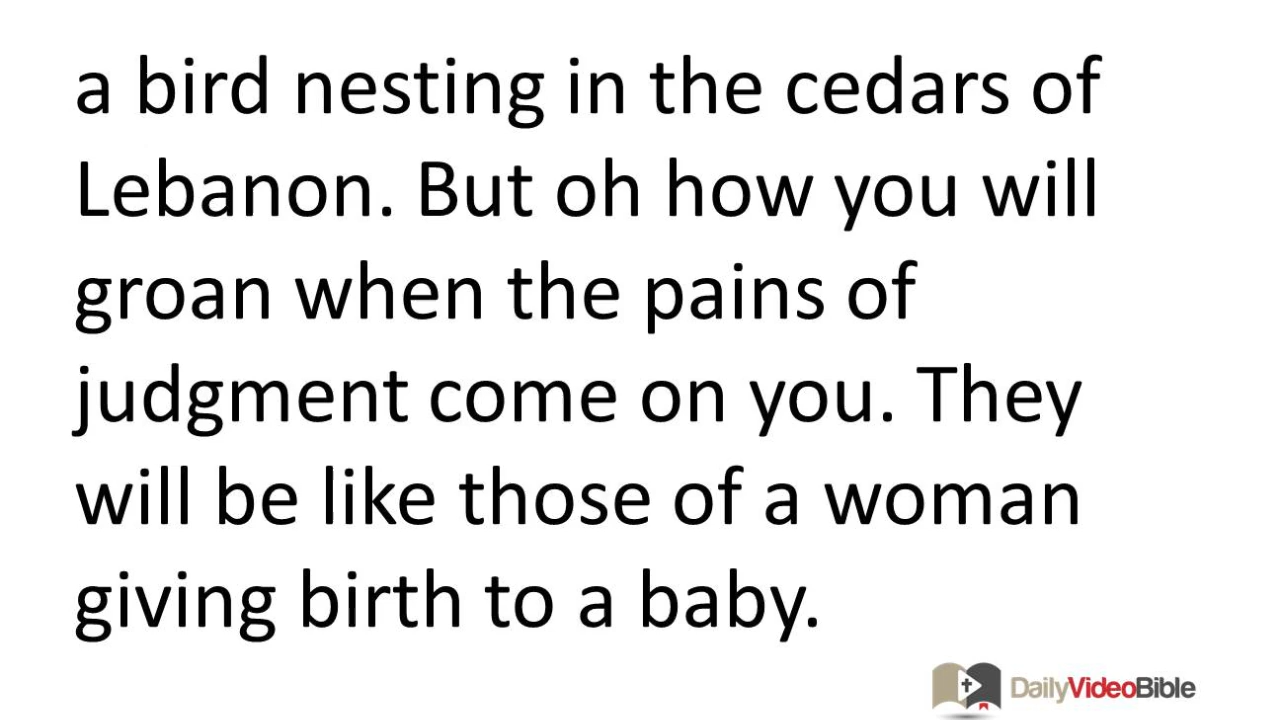 a bird nesting in the cedars of
Lebanon. But oh how you will
groan when the pains of
judgment come on you. They
will be like those of a woman
giving birth to a baby.
DailyVideoBible